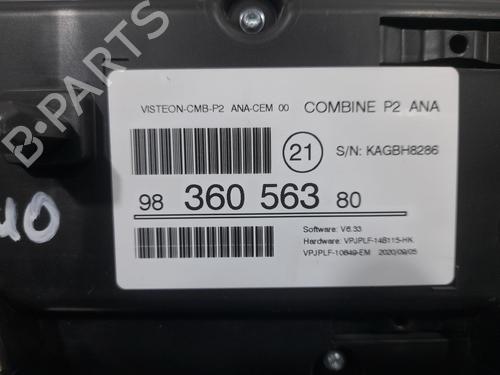 B-PARTS
VISTEON-CMB-P2 ANA-CEM 00 COMBINE P2 ANA
21 S/N: KAGBH8286
98 360 563 80
Software: V6.33
Hardware: VPJPLF-14B115-HK
VPJPLF-10849-EM 2020/09/05